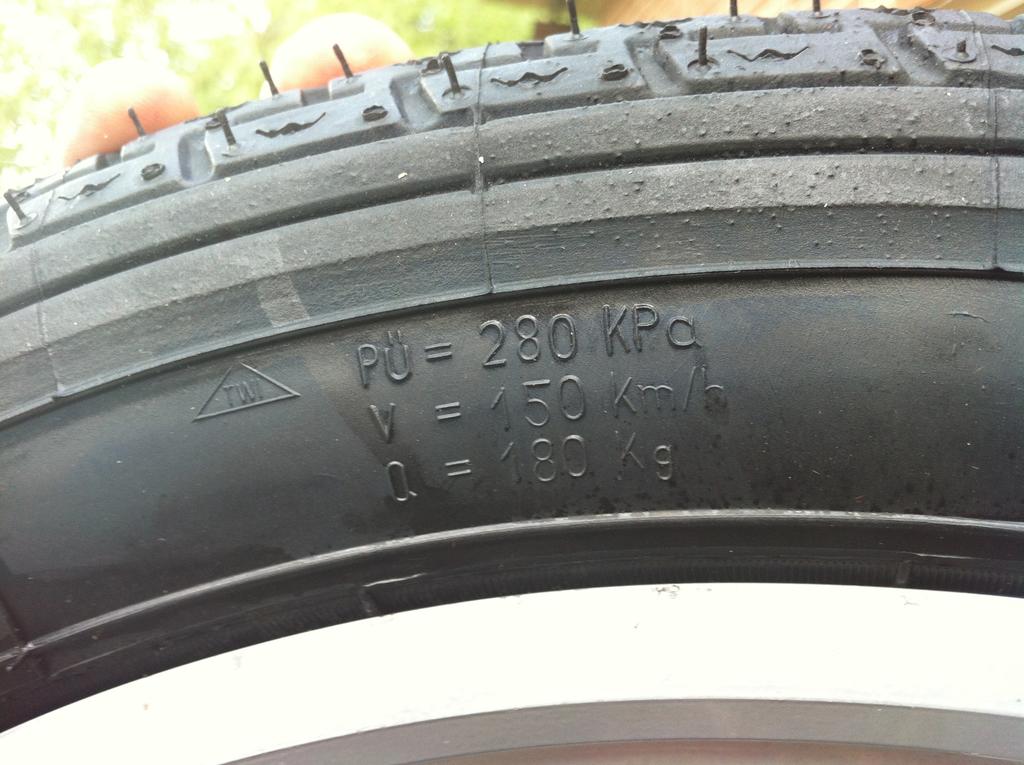 TWI
PÜ = 280 KPa
V = 150 Km/h
Q = 180 Kg